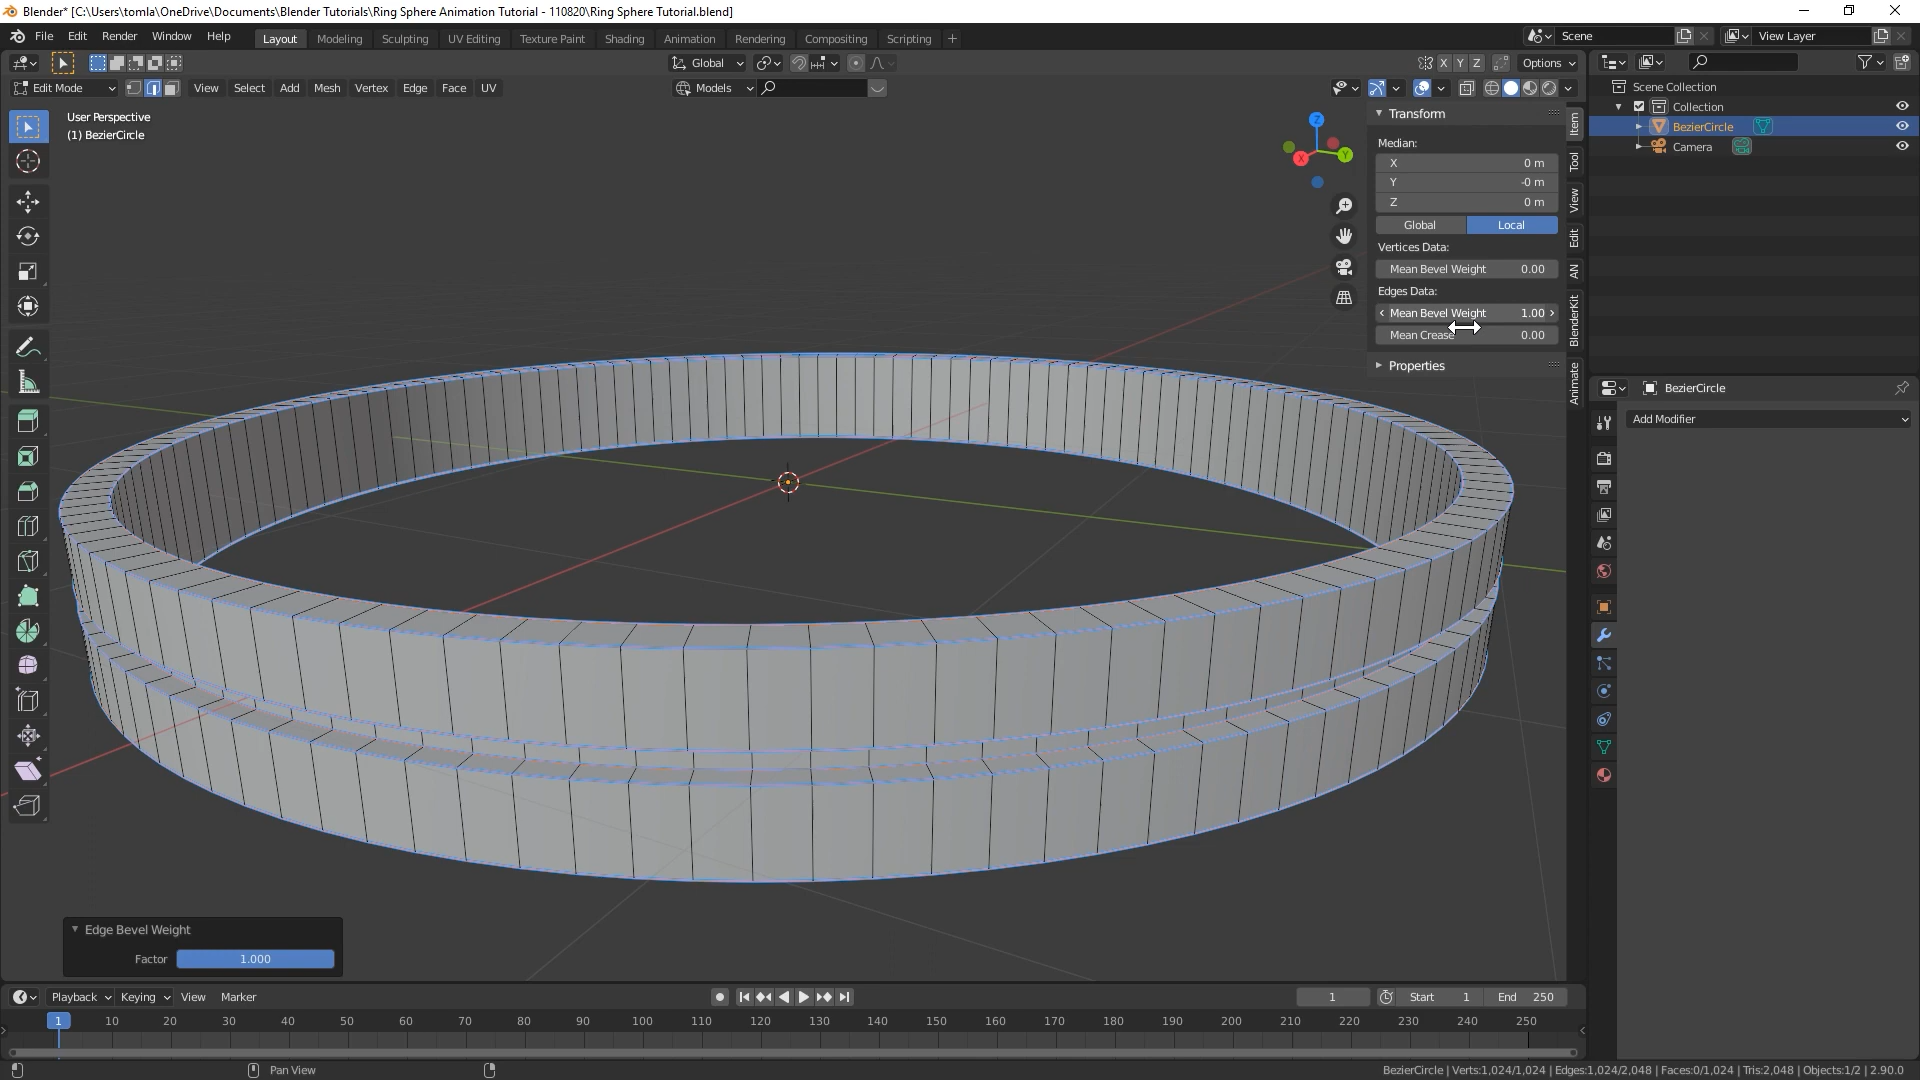 Blender* [C:\Users\tomla\OneDrive\Documents\Blender Tutorials\Ring Sphere Animation Tutorial - 110820\Ring Sphere Tutorial.blend]
File Edit Render Window Help Layout Modeling Sculpting UV Editing Texture Paint Shading Animation Rendering Compositing Scripting Scene View Layer
Global X Y Z Options
Edit Mode View Select Add Mesh Vertex Edge Face UV Models
Scene Collection
Collection
BezierCircle
Camera
User Perspective
(1) BezierCircle
Z
X
Y
Transform
Median:
X 0 m
Y -0 m
Z 0 m
Global Local
Vertices Data:
Mean Bevel Weight 0.00
Edges Data:
Mean Bevel Weight 1.00
Mean Crease 0.00
Properties
Item
Tool
View
Edit
AN
BlenderKit
Animate
BezierCircle
Add Modifier
Edge Bevel Weight
Factor 1.000
Playback Keying View Marker 1 Start 1 End 250
1 10 20 30 40 50 60 70 80 90 100 110 120 130 140 150 160 170 180 190 200 210 220 230 240 250
Pan View
BezierCircle | Verts:1,024/1,024 | Edges:1,024/2,048 | Faces:0/1,024 | Tris:2,048 | Objects:1/2 | 2.90.0